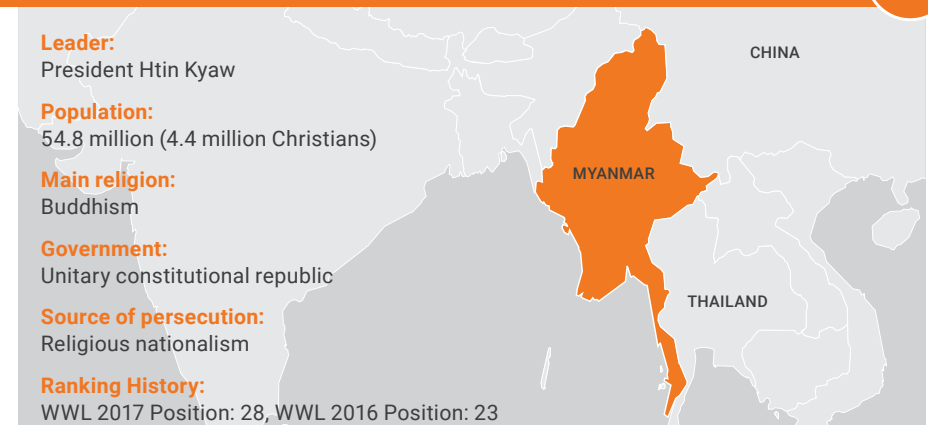 Leader:
President Htin Kyaw
Population:
54.8 million (4.4 million Christians)
Main religion:
Buddhism
Government:
Unitary constitutional republic
Source of persecution:
Religious nationalism
Ranking History:
WWL 2017 Position: 28, WWL 2016 Position: 23
CHINA
MYANMAR
THAILAND